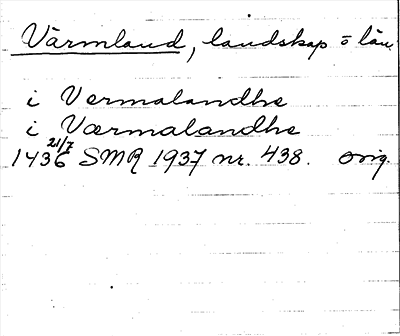 Värmland, landskap o län
i Vermalandhe
i Værmalandhe
1436 21/7 SMR 1937 nr. 438. orig.